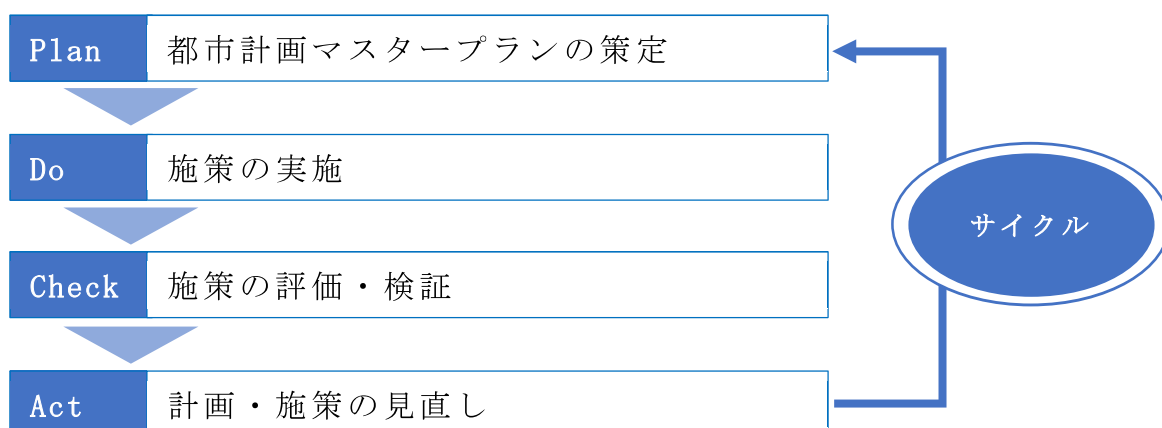 Plan 都市計画マスタープランの策定
Do 施策の実施
サイクル
Check 施策の評価・検証
Act 計画・施策の見直し